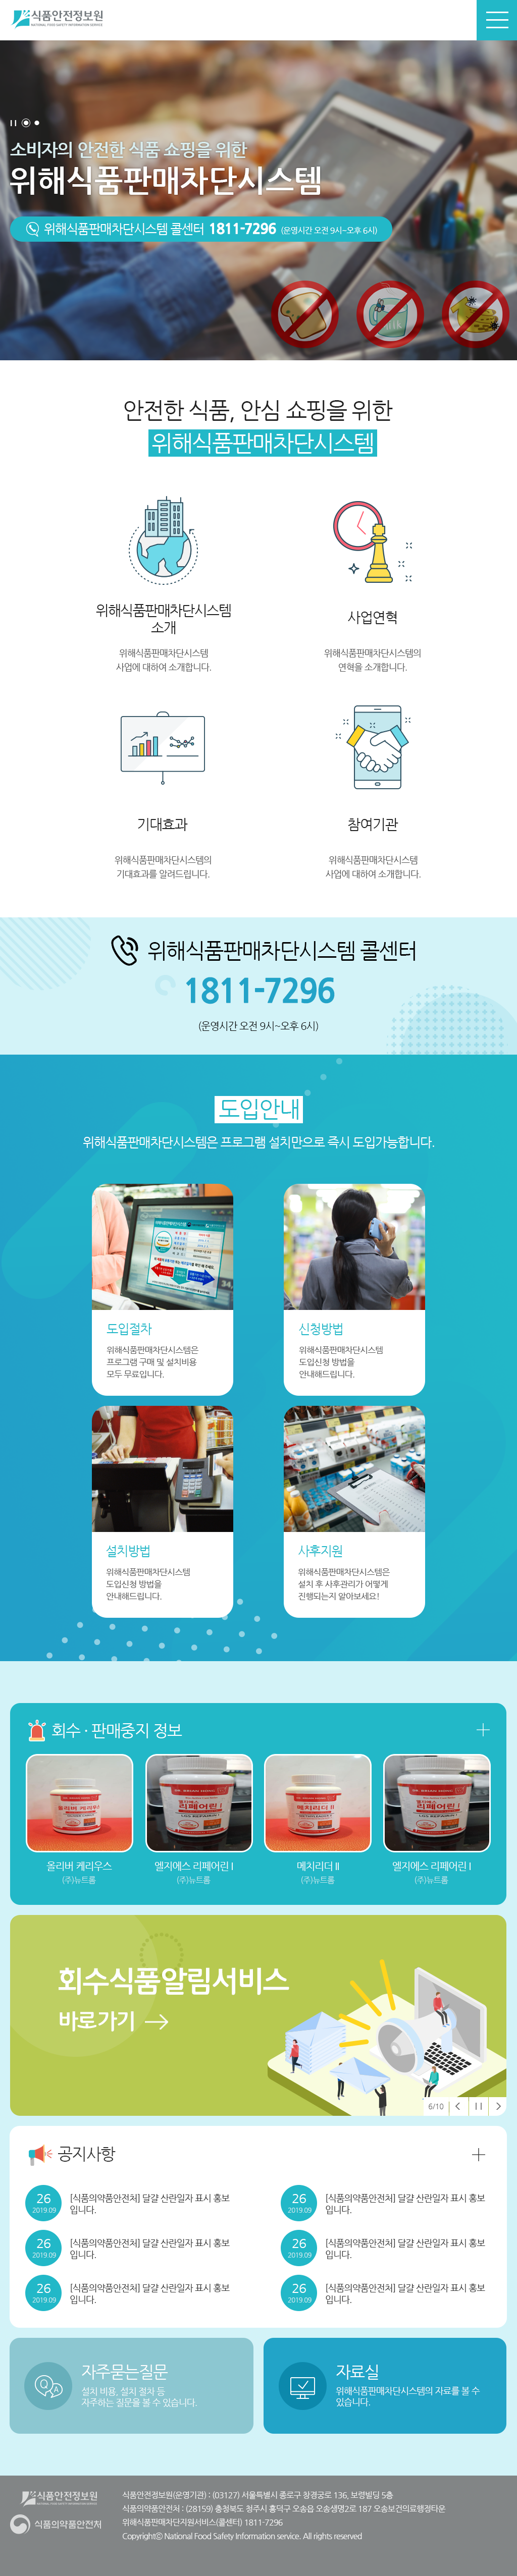 식품안전정보원
NATIONAL FOOD SAFETY INFORMATION SERVICE
소비자의 안전한 식품 쇼핑을 위한
위해식품판매차단시스템
위해식품판매차단시스템 콜센터 1811-7296 (운영시간 오전 9시~오후 6시)
안전한 식품, 안심 쇼핑을 위한
위해식품판매차단시스템
위해식품판매차단시스템
소개
위해식품판매차단시스템
사업에 대하여 소개합니다.
사업연혁
위해식품판매차단시스템의
연혁을 소개합니다.
기대효과
위해식품판매차단시스템의
기대효과를 알려드립니다.
참여기관
위해식품판매차단시스템
사업에 대하여 소개합니다.
위해식품판매차단시스템 콜센터
1811-7296
(운영시간 오전 9시~오후 6시)
도입안내
위해식품판매차단시스템은 프로그램 설치만으로 즉시 도입가능합니다.
도입절차
위해식품판매차단시스템은
프로그램 구매 및 설치비용
모두 무료입니다.
신청방법
위해식품판매차단시스템
도입신청 방법을
안내해드립니다.
설치방법
위해식품판매차단시스템
도입신청 방법을
안내해드립니다.
사후지원
위해식품판매차단시스템은
설치 후 사후관리가 어떻게
진행되는지 알아보세요!
회수 · 판매중지 정보
올리버 케리우스
(주)뉴트롬
엘지에스 리페어린 I
(주)뉴트롬
메치리더 II
(주)뉴트롬
엘지에스 리페어린 I
(주)뉴트롬
회수식품알림서비스
바로가기
6/10
공지사항
26
2019.09
[식품의약품안전처] 달걀 산란일자 표시 홍보
입니다.
26
2019.09
[식품의약품안전처] 달걀 산란일자 표시 홍보
입니다.
26
2019.09
[식품의약품안전처] 달걀 산란일자 표시 홍보
입니다.
26
2019.09
[식품의약품안전처] 달걀 산란일자 표시 홍보
입니다.
26
2019.09
[식품의약품안전처] 달걀 산란일자 표시 홍보
입니다.
26
2019.09
[식품의약품안전처] 달걀 산란일자 표시 홍보
입니다.
Q A
자주묻는질문
설치 비용, 설치 절차 등
자주하는 질문을 볼 수 있습니다.
자료실
위해식품판매차단시스템의 자료를 볼 수
있습니다.
식품안전정보원
식품의약품안전처
식품안전정보원(운영기관) : (03127) 서울특별시 종로구 창경궁로 136, 보령빌딩 5층
식품의약품안전처 : (28159) 충청북도 청주시 흥덕구 오송읍 오송생명2로 187 오송보건의료행정타운
위해식품판매차단지원서비스(콜센터) 1811-7296
Copyrightⓒ National Food Safety Information service. All rights reserved